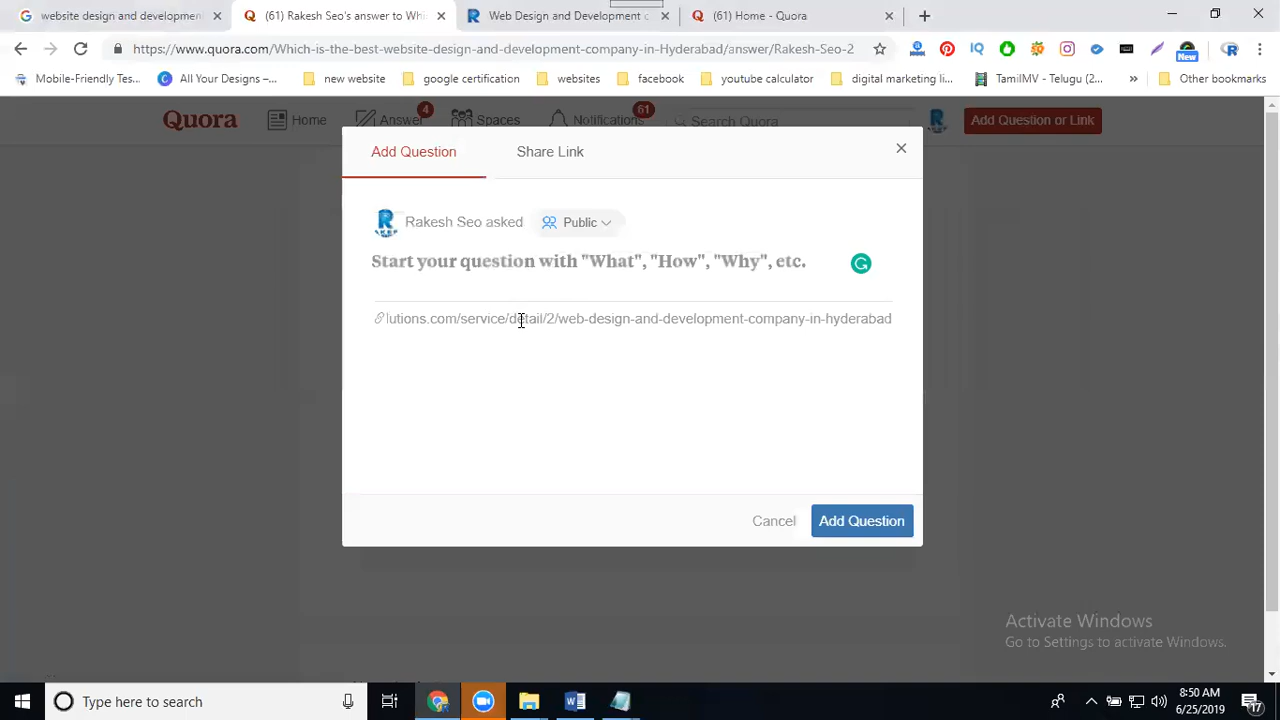 website design and development
(61) Rakesh Seo's answer to Whi
Web Design and Development c
(61) Home - Quora
https://www.quora.com/Which-is-the-best-website-design-and-development-company-in-Hyderabad/answer/Rakesh-Seo-2
New
Mobile-Friendly Tes...
All Your Designs –...
new website
google certification
websites
facebook
youtube calculator
digital marketing li...
TamilMV - Telugu (2...
»
Other bookmarks
Quora
Home
Answer
4
Spaces
Notifications
61
Search Quora
Add Question or Link
Add Question
Share Link
Rakesh Seo asked
Public
Start your question with "What", "How", "Why", etc.
lutions.com/service/detail/2/web-design-and-development-company-in-hyderabad
Cancel
Add Question
Activate Windows
Go to Settings to activate Windows.
Type here to search
8:50 AM
6/25/2019
17